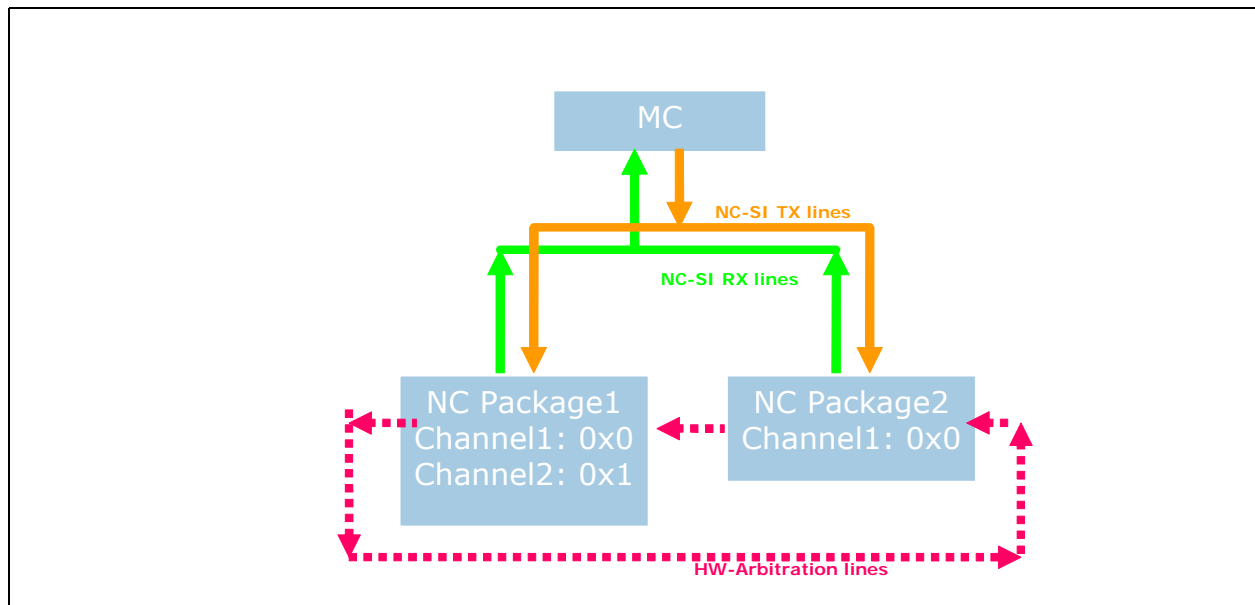 MC
NC-SI TX lines
NC-SI RX lines
NC Package1
Channel1: 0x0
Channel2: 0x1
NC Package2
Channel1: 0x0
HW-Arbitration lines